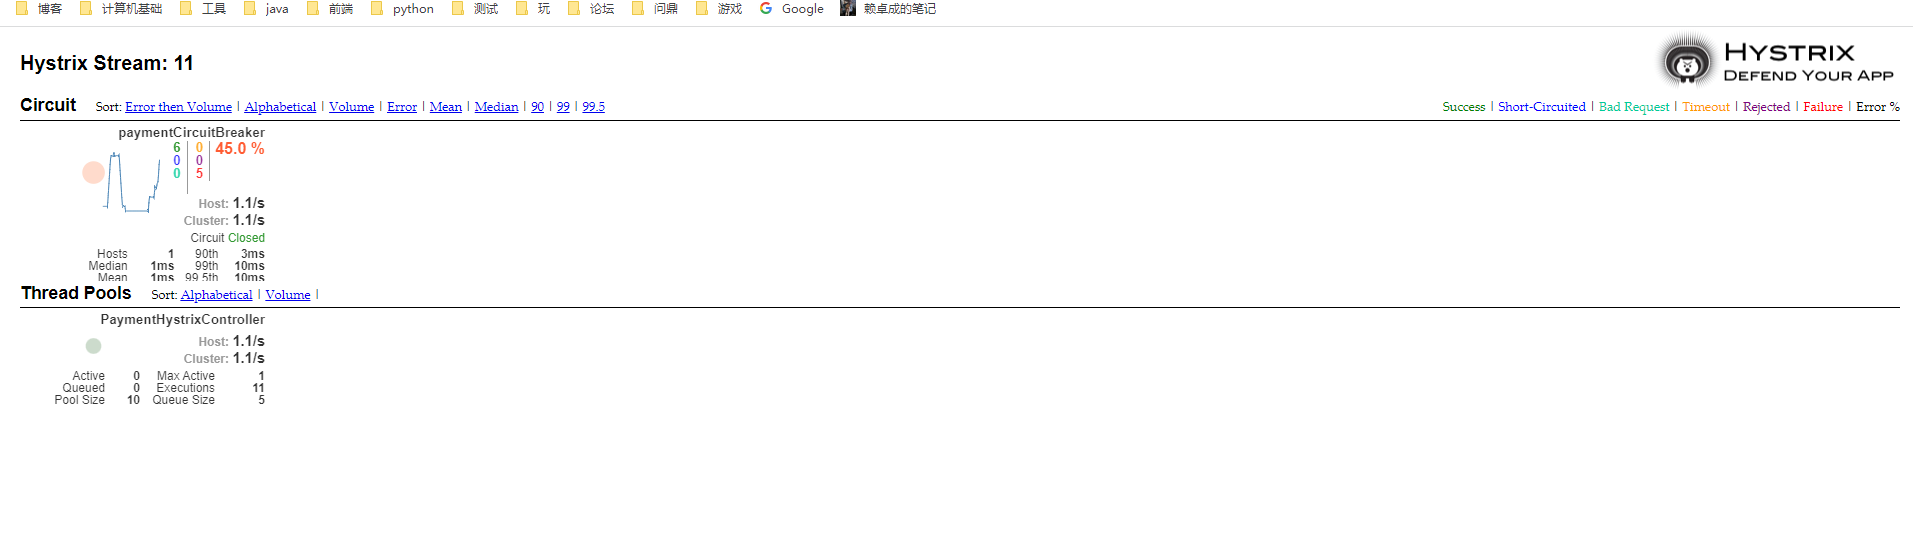 博客 计算机基础 工具 java 前端 python 测试 玩 论坛 问鼎 游戏 Google 赖卓成的笔记
Hystrix Stream: 11
HYSTRIX
DEFEND YOUR APP
Circuit Sort: Error then Volume | Alphabetical | Volume | Error | Mean | Median | 90 | 99 | 99.5
Success | Short-Circuited | Bad Request | Timeout | Rejected | Failure | Error %
paymentCircuitBreaker
6 0 45.0 %
0 0
0 5
Host: 1.1/s
Cluster: 1.1/s
Circuit Closed
Hosts 1 90th 3ms
Median 1ms 99th 10ms
Mean 1ms 99.5th 10ms
Thread Pools Sort: Alphabetical | Volume |
PaymentHystrixController
Host: 1.1/s
Cluster: 1.1/s
Active 0 Max Active 1
Queued 0 Executions 11
Pool Size 10 Queue Size 5